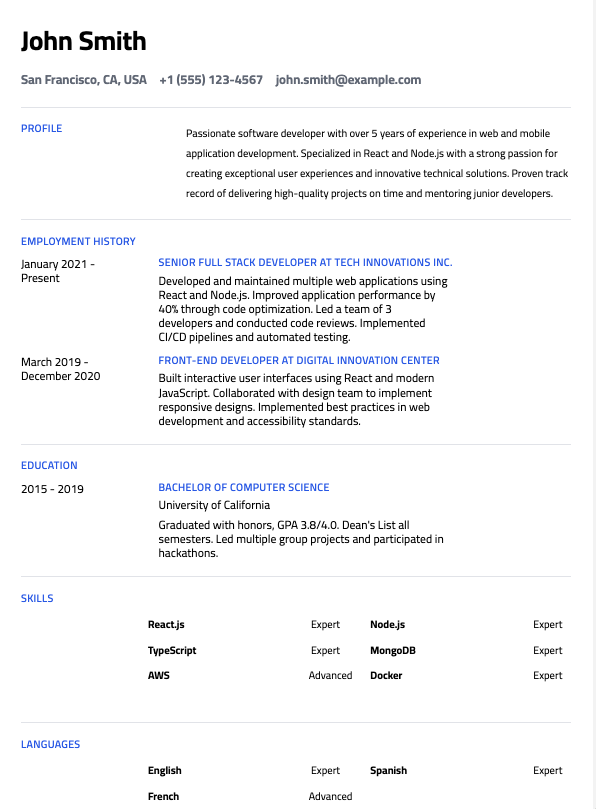 John Smith
San Francisco, CA, USA +1 (555) 123-4567 john.smith@example.com
PROFILE
Passionate software developer with over 5 years of experience in web and mobile
application development. Specialized in React and Node.js with a strong passion for
creating exceptional user experiences and innovative technical solutions. Proven track
record of delivering high-quality projects on time and mentoring junior developers.
EMPLOYMENT HISTORY
January 2021 -
Present
SENIOR FULL STACK DEVELOPER AT TECH INNOVATIONS INC.
Developed and maintained multiple web applications using
React and Node.js. Improved application performance by
40% through code optimization. Led a team of 3
developers and conducted code reviews. Implemented
CI/CD pipelines and automated testing.
March 2019 -
December 2020
FRONT-END DEVELOPER AT DIGITAL INNOVATION CENTER
Built interactive user interfaces using React and modern
JavaScript. Collaborated with design team to implement
responsive designs. Implemented best practices in web
development and accessibility standards.
EDUCATION
2015 - 2019
BACHELOR OF COMPUTER SCIENCE
University of California
Graduated with honors, GPA 3.8/4.0. Dean's List all
semesters. Led multiple group projects and participated in
hackathons.
SKILLS
React.js Expert Node.js Expert
TypeScript Expert MongoDB Expert
AWS Advanced Docker Expert
LANGUAGES
English Expert Spanish Expert
French Advanced